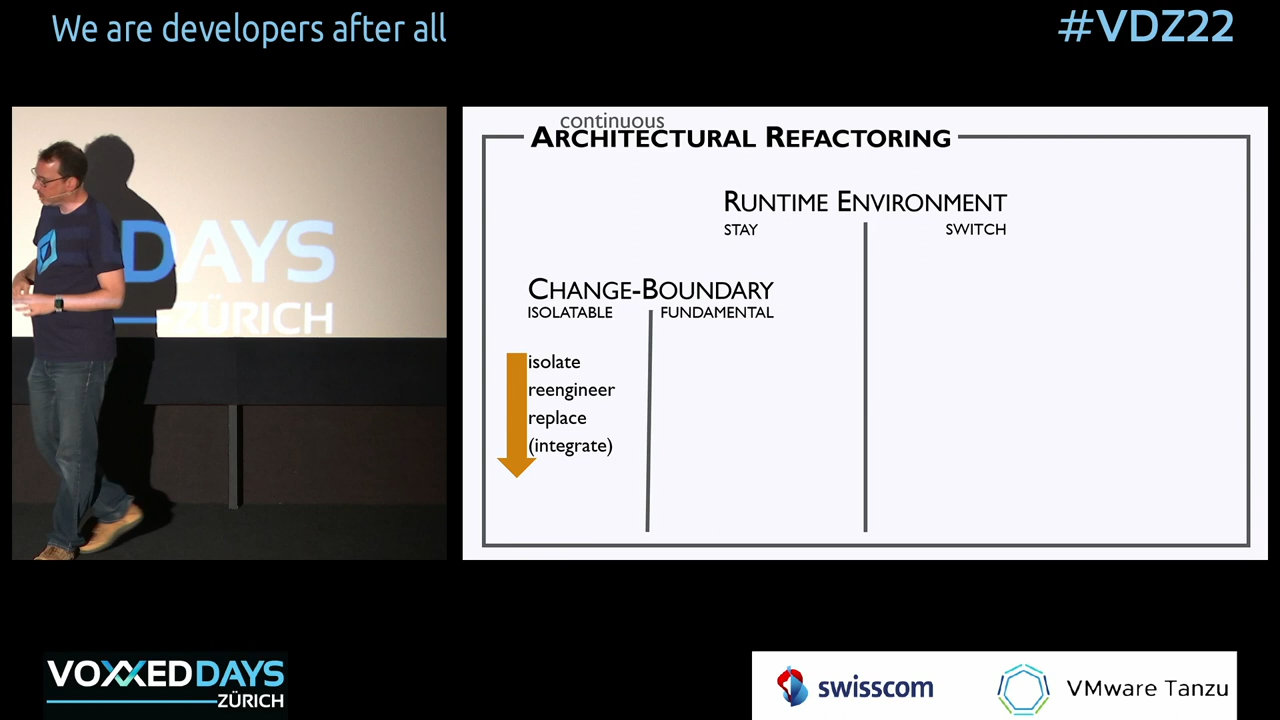 We are developers after all
#VDZ22
DAYS
ZÜRICH
continuous
ARCHITECTURAL REFACTORING
RUNTIME ENVIRONMENT
STAY
SWITCH
CHANGE-BOUNDARY
ISOLATABLE
FUNDAMENTAL
isolate
reengineer
replace
(integrate)
VOXXED DAYS
ZÜRICH
swisscom
VMware Tanzu